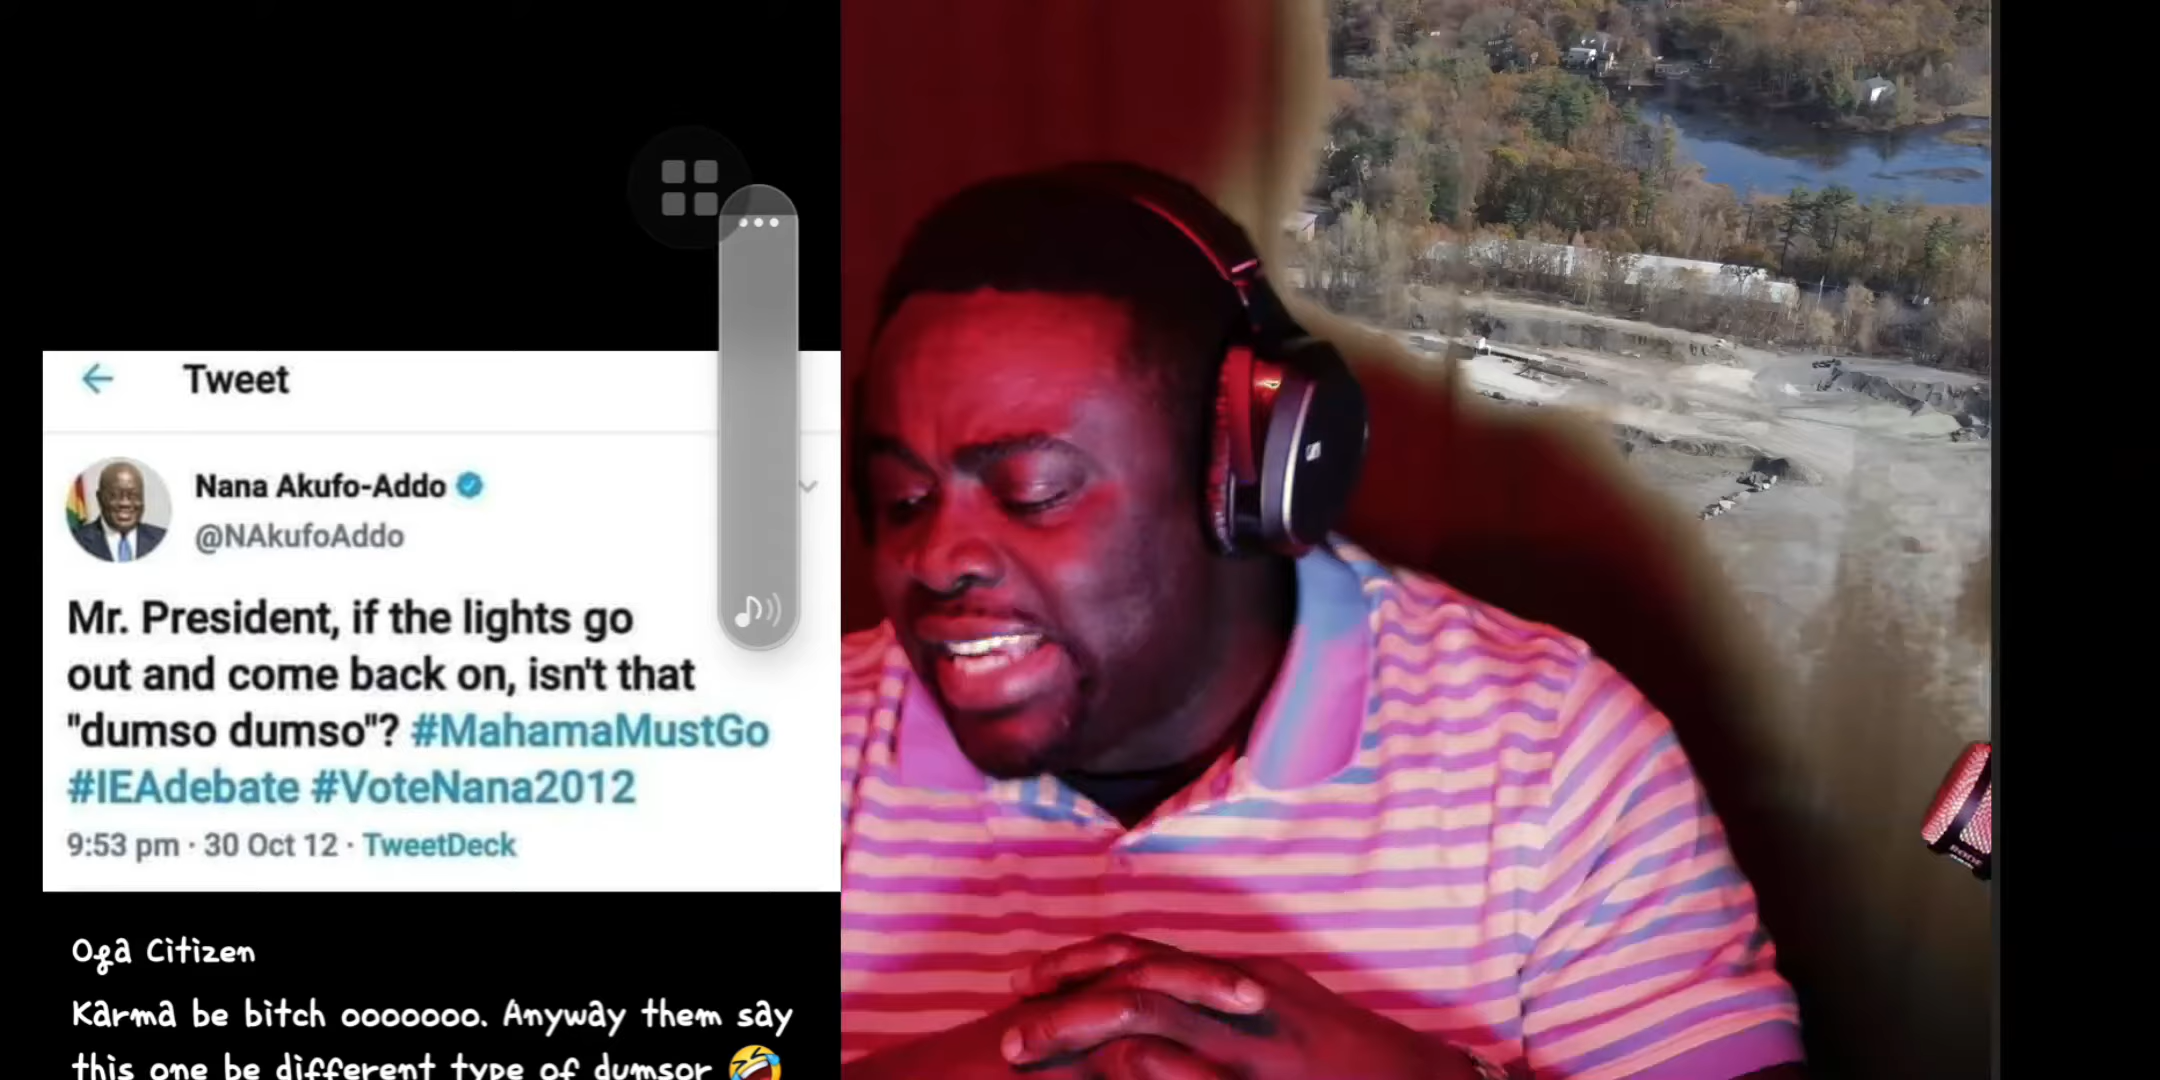 Tweet
Nana Akufo-Addo
@NAkufoAddo
Mr. President, if the lights go
out and come back on, isn't that
"dumso dumso"? #MahamaMustGo
#IEAdebate #VoteNana2012
9:53 pm · 30 Oct 12 · TweetDeck
Oga Citizen
Karma be bitch ooooooo. Anyway them say
this one be different type of dumsor 🤣
RODE